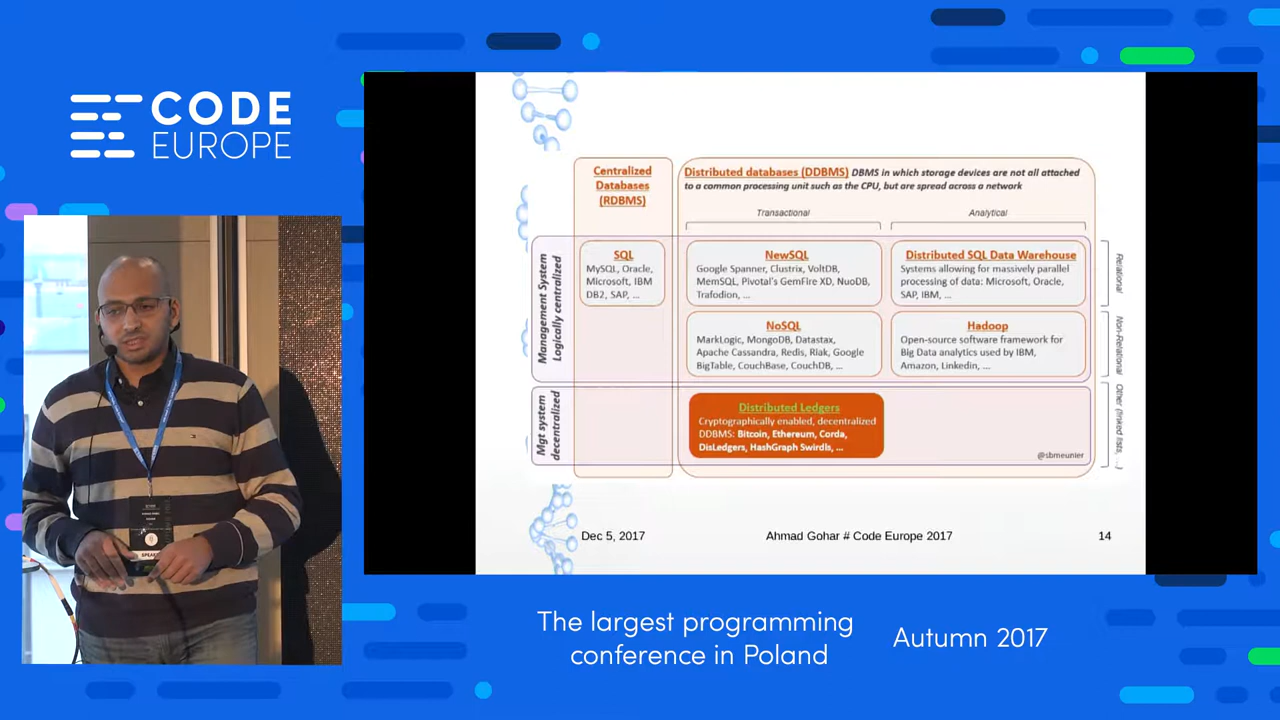 CODE
EUROPE
Centralized
Databases
(RDBMS)
Distributed databases (DDBMS) DBMS in which storage devices are not all attached
to a common processing unit such as the CPU, but are spread across a network
Transactional
Analytical
Management System
Logically centralized
SQL
MySQL, Oracle,
Microsoft, IBM
DB2, SAP, ...
NewSQL
Google Spanner, Clustrix, VoltDB,
MemSQL, Pivotal's GemFire XD, NuoDB,
Trafodion, ...
Distributed SQL Data Warehouse
Systems allowing for massively parallel
processing of data: Microsoft, Oracle,
SAP, IBM, ...
Relational
NoSQL
MarkLogic, MongoDB, Datastax,
Apache Cassandra, Redis, Riak, Google
BigTable, CouchBase, CouchDB, ...
Hadoop
Open-source software framework for
Big Data analytics used by IBM,
Amazon, Linkedin, ...
Non-Relational
Mgt system
decentralized
Distributed Ledgers
Cryptographically enabled, decentralized
DDBMS: Bitcoin, Ethereum, Corda,
DisLedgers, HashGraph Swirlds, ...
@sbmeunier
Other (linked lists, ...)
Dec 5, 2017
Ahmad Gohar # Code Europe 2017
14
The largest programming
conference in Poland
Autumn 2017